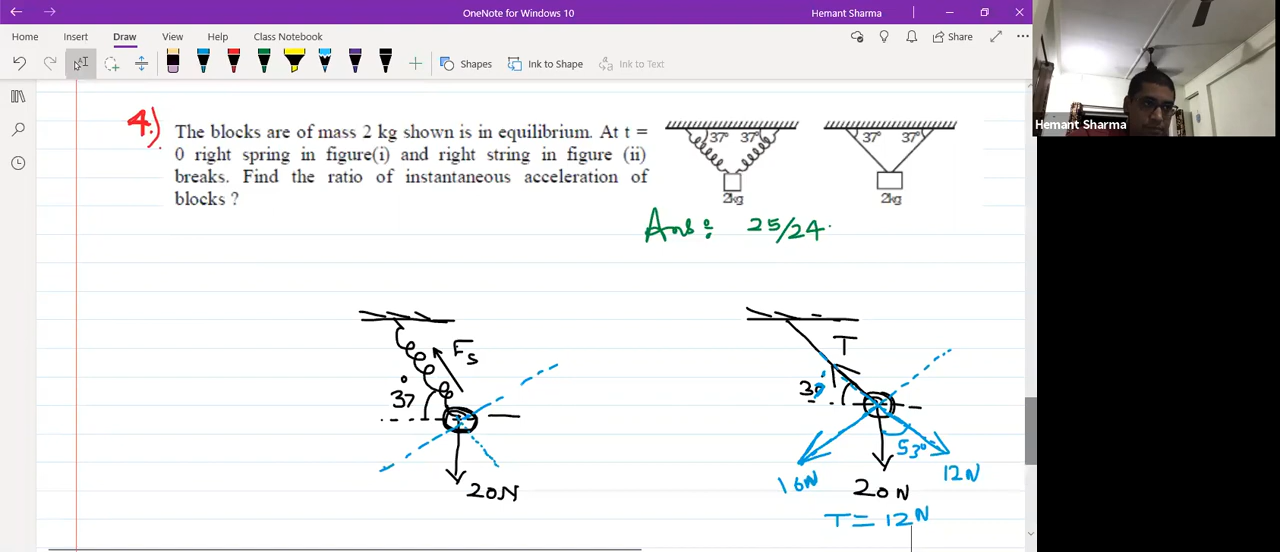 OneNote for Windows 10
Hemant Sharma
Home Insert Draw View Help Class Notebook
Share
Shapes Ink to Shape Ink to Text
Hemant Sharma
4.)
The blocks are of mass 2 kg shown is in equilibrium. At t =
0 right spring in figure(i) and right string in figure (ii)
breaks. Find the ratio of instantaneous acceleration of
blocks ?
37° 37°
2kg
37° 37°
2kg
Ans: 25/24.
Fs
37°
20N
T
37°
53°
16N
12N
20N
T = 12N